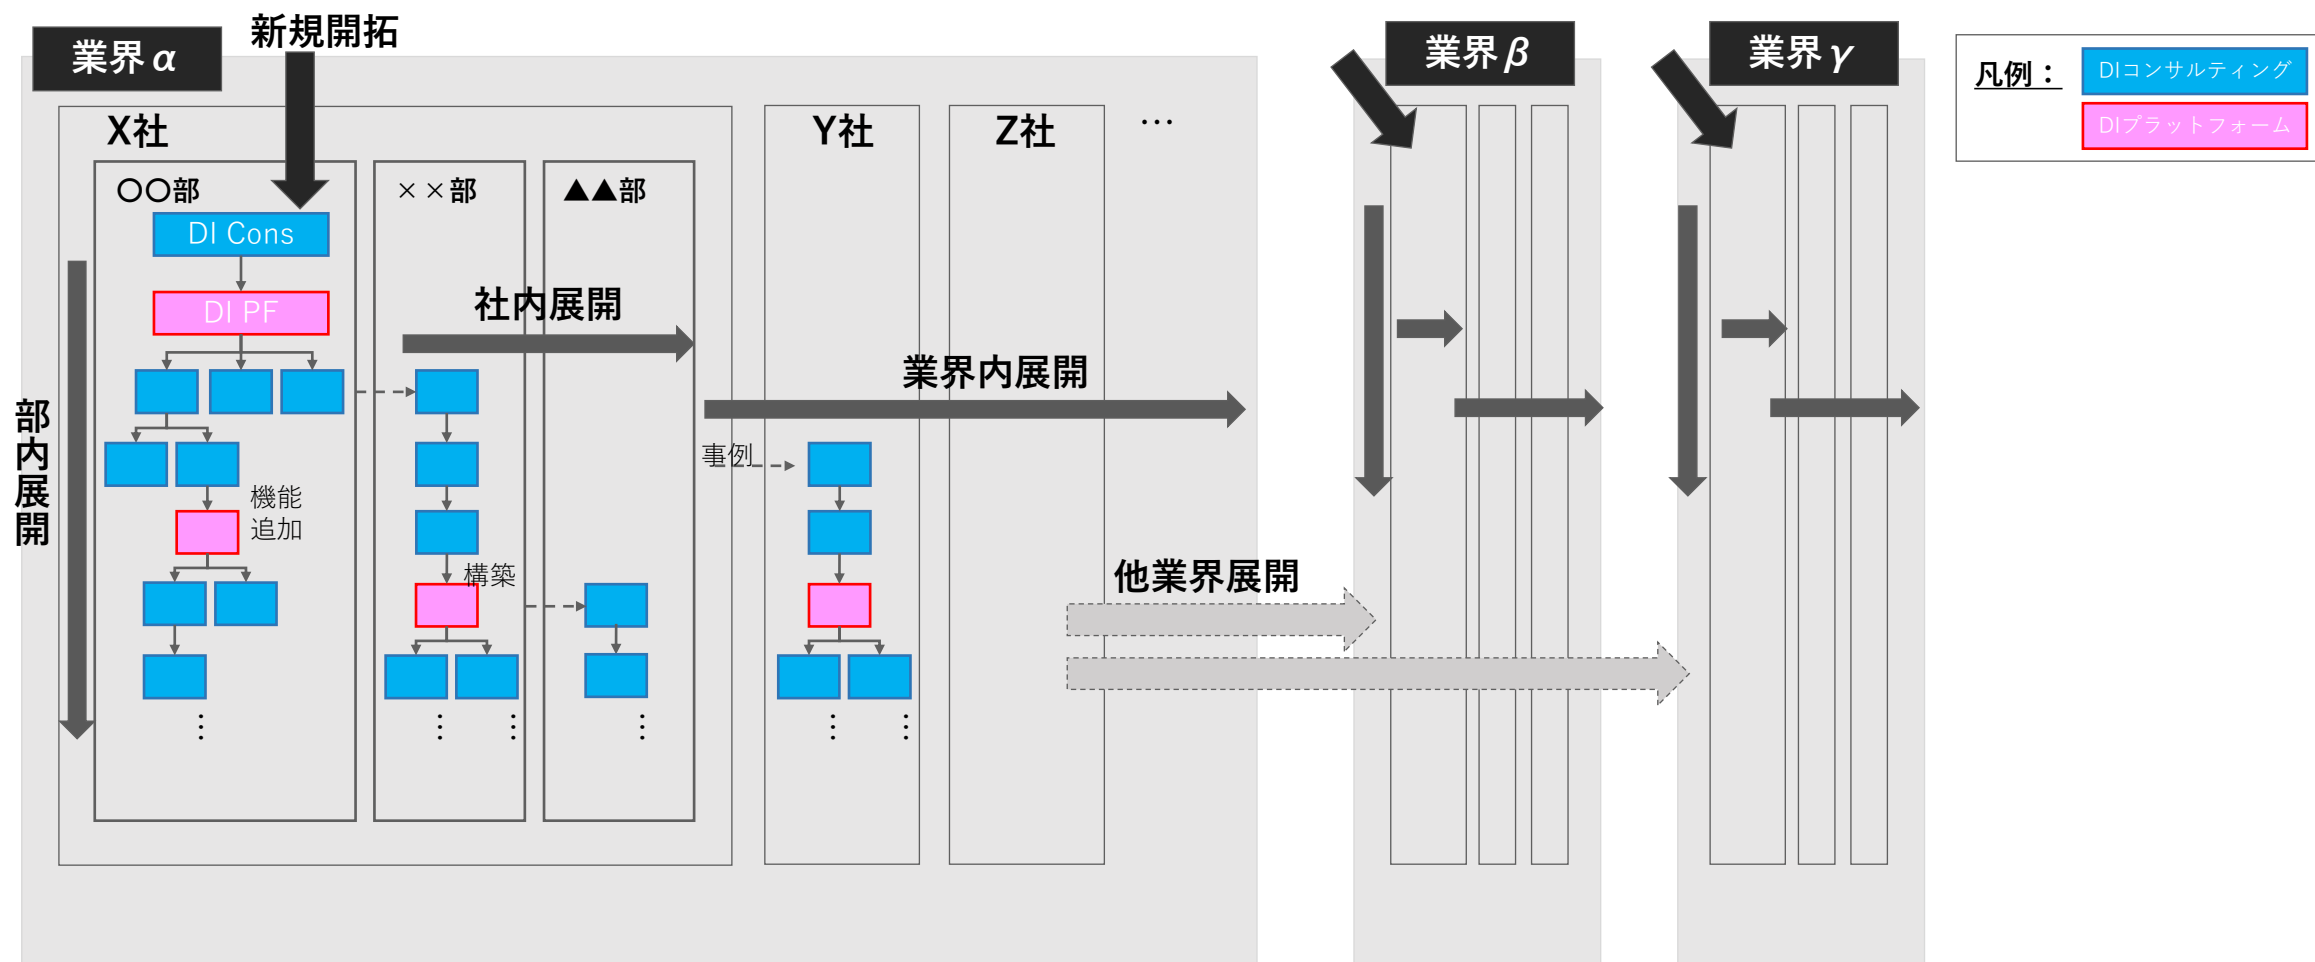 新規開拓
業界α
業界β
業界γ
凡例：
DIコンサルティング
DIプラットフォーム
X社
Y社
Z社
…
〇〇部
××部
▲▲部
DI Cons
DI PF
社内展開
業界内展開
部内展開
事例
機能
追加
構築
他業界展開
…
…
…
…
…
…